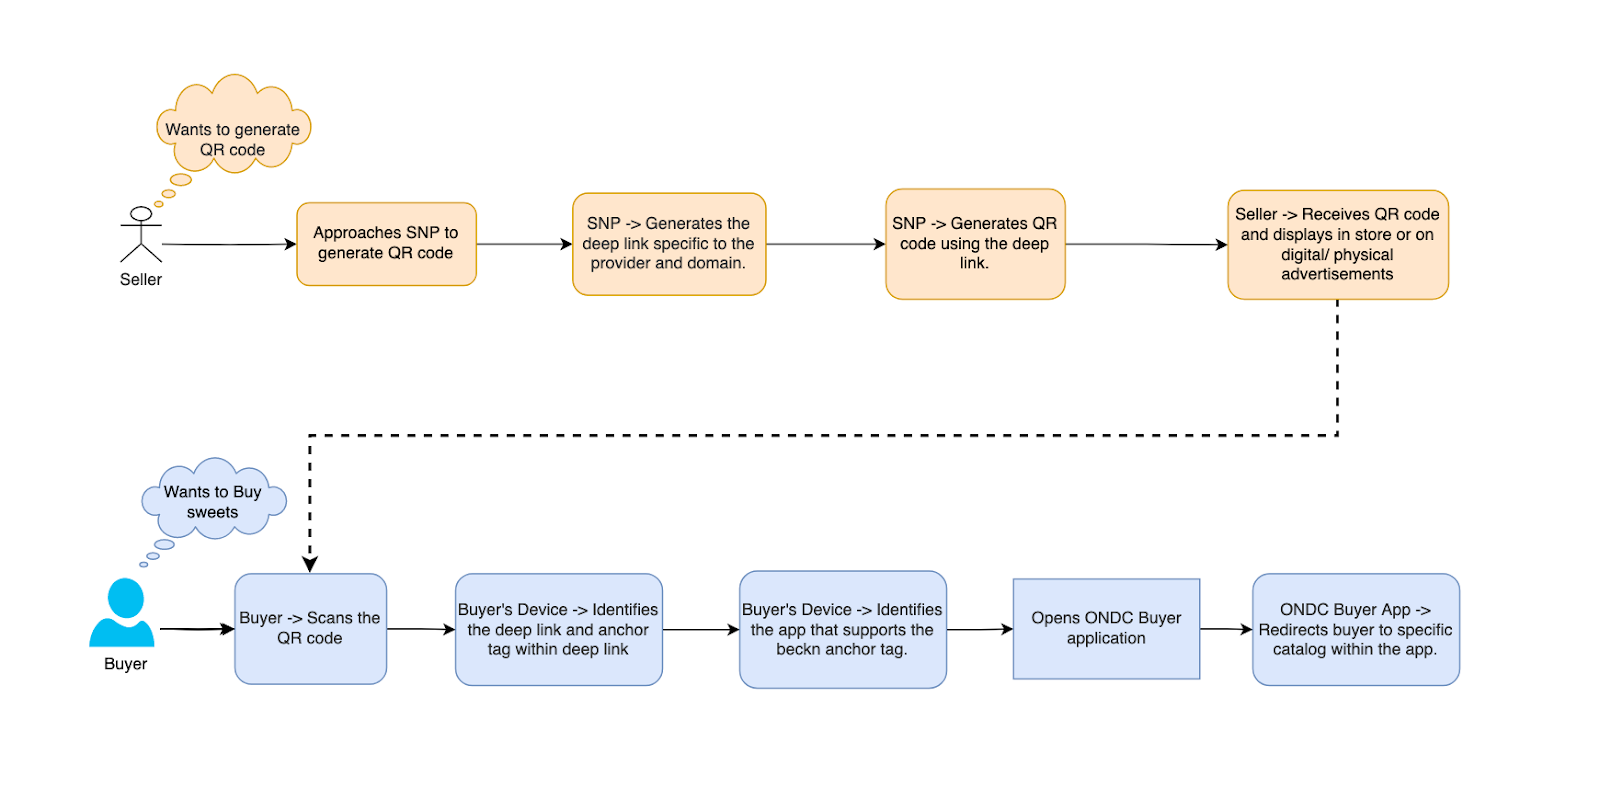 Wants to generate
QR code
Seller
Approaches SNP to
generate QR code
SNP -> Generates the
deep link specific to the
provider and domain.
SNP -> Generates QR
code using the deep
link.
Seller -> Receives QR code
and displays in store or on
digital/ physical
advertisements
Wants to Buy
sweets
Buyer
Buyer -> Scans the
QR code
Buyer's Device -> Identifies
the deep link and anchor
tag within deep link
Buyer's Device -> Identifies
the app that supports the
beckn anchor tag.
Opens ONDC Buyer
application
ONDC Buyer App ->
Redirects buyer to specific
catalog within the app.